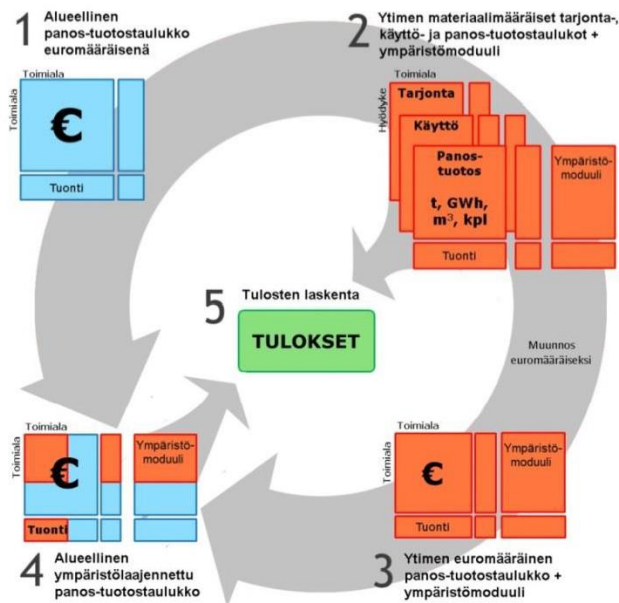 1 Alueellinen
panos-tuotostaulukko
euromääräisenä
Toimiala
Toimiala
€
Tuonti
2 Ytimen materiaalimääräiset tarjonta-,
käyttö- ja panos-tuotostaulukot +
ympäristömoduuli
Toimiala
Hyödyke
Tarjonta
Käyttö
Panos-
tuotos
t, GWh,
m³, kpl
Tuonti
Ympäristö-
moduuli
5 Tulosten laskenta
TULOKSET
Muunnos
euromääräiseksi
Toimiala
Toimiala
€
Tuonti
Ympäristö-
moduuli
4 Alueellinen
ympäristölaajennettu
panos-tuotostaulukko
Toimiala
Toimiala
€
Tuonti
Ympäristö-
moduuli
3 Ytimen euromääräinen
panos-tuotostaulukko +
ympäristömoduuli